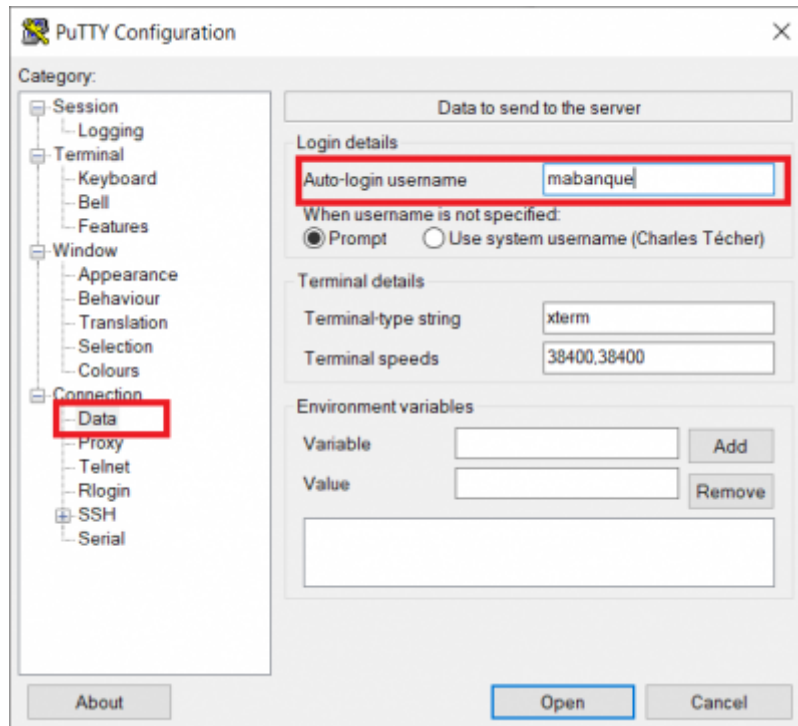 PuTTY Configuration
Category:
Session
Logging
Terminal
Keyboard
Bell
Features
Window
Appearance
Behaviour
Translation
Selection
Colours
Connection
Data
Proxy
Telnet
Rlogin
SSH
Serial
Data to send to the server
Login details
Auto-login username mabanque
When username is not specified:
Prompt Use system username (Charles Técher)
Terminal details
Terminal-type string xterm
Terminal speeds 38400,38400
Environment variables
Variable Add
Value Remove
About Open Cancel